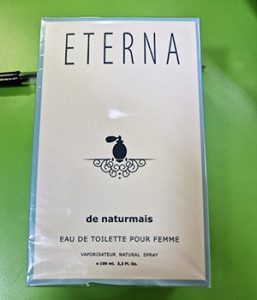 ETERNA
de naturmais
EAU DE TOILETTE POUR FEMME
VAPORISATEUR NATURAL SPRAY
e 100 ml. 3,3 Fl. Oz.